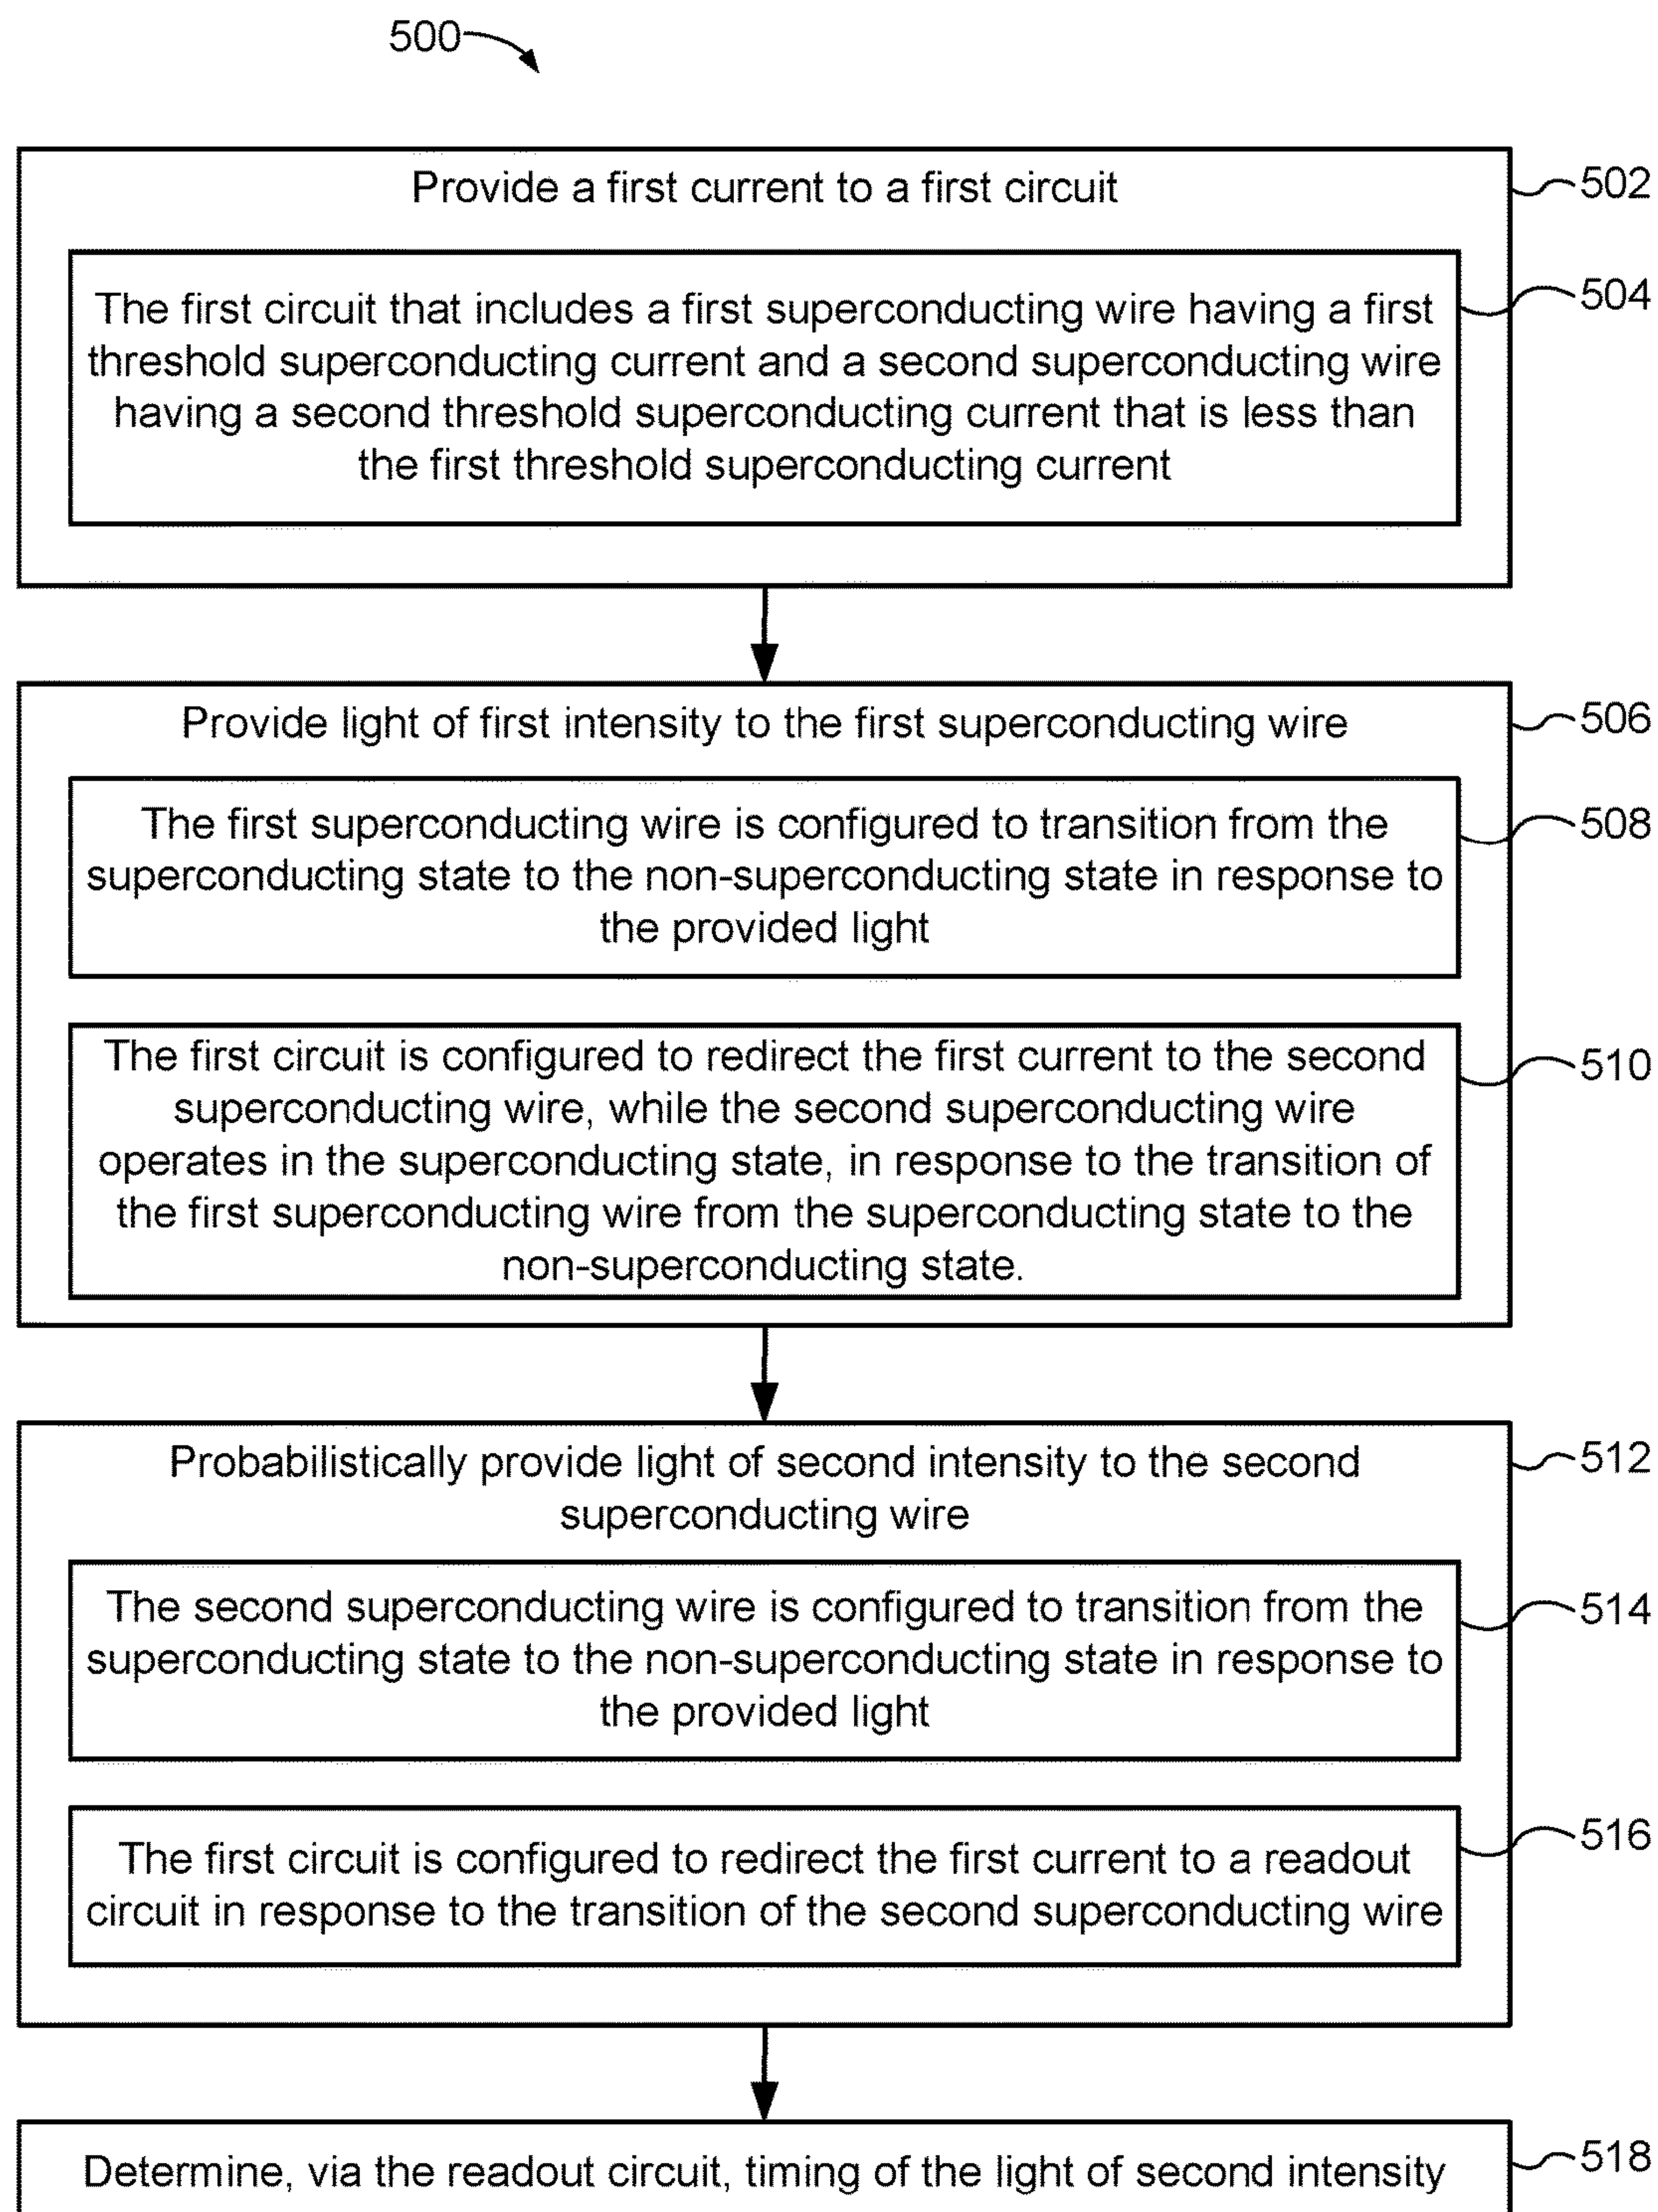 500
Provide a first current to a first circuit
502
The first circuit that includes a first superconducting wire having a first
threshold superconducting current and a second superconducting wire
having a second threshold superconducting current that is less than
the first threshold superconducting current
504
Provide light of first intensity to the first superconducting wire
506
The first superconducting wire is configured to transition from the
superconducting state to the non-superconducting state in response to
the provided light
508
The first circuit is configured to redirect the first current to the second
superconducting wire, while the second superconducting wire
operates in the superconducting state, in response to the transition of
the first superconducting wire from the superconducting state to the
non-superconducting state.
510
Probabilistically provide light of second intensity to the second
superconducting wire
512
The second superconducting wire is configured to transition from the
superconducting state to the non-superconducting state in response to
the provided light
514
The first circuit is configured to redirect the first current to a readout
circuit in response to the transition of the second superconducting wire
516
Determine, via the readout circuit, timing of the light of second intensity
518